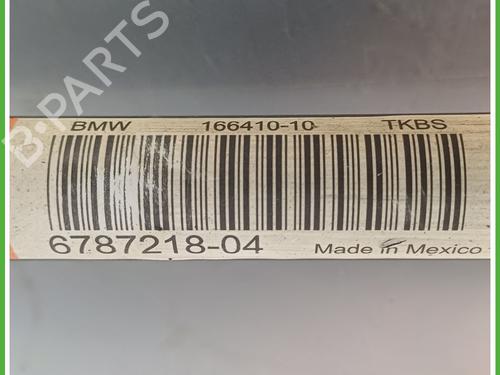 B-PARTS
BMW 166410-10 TKBS
6787218-04 Made in Mexico